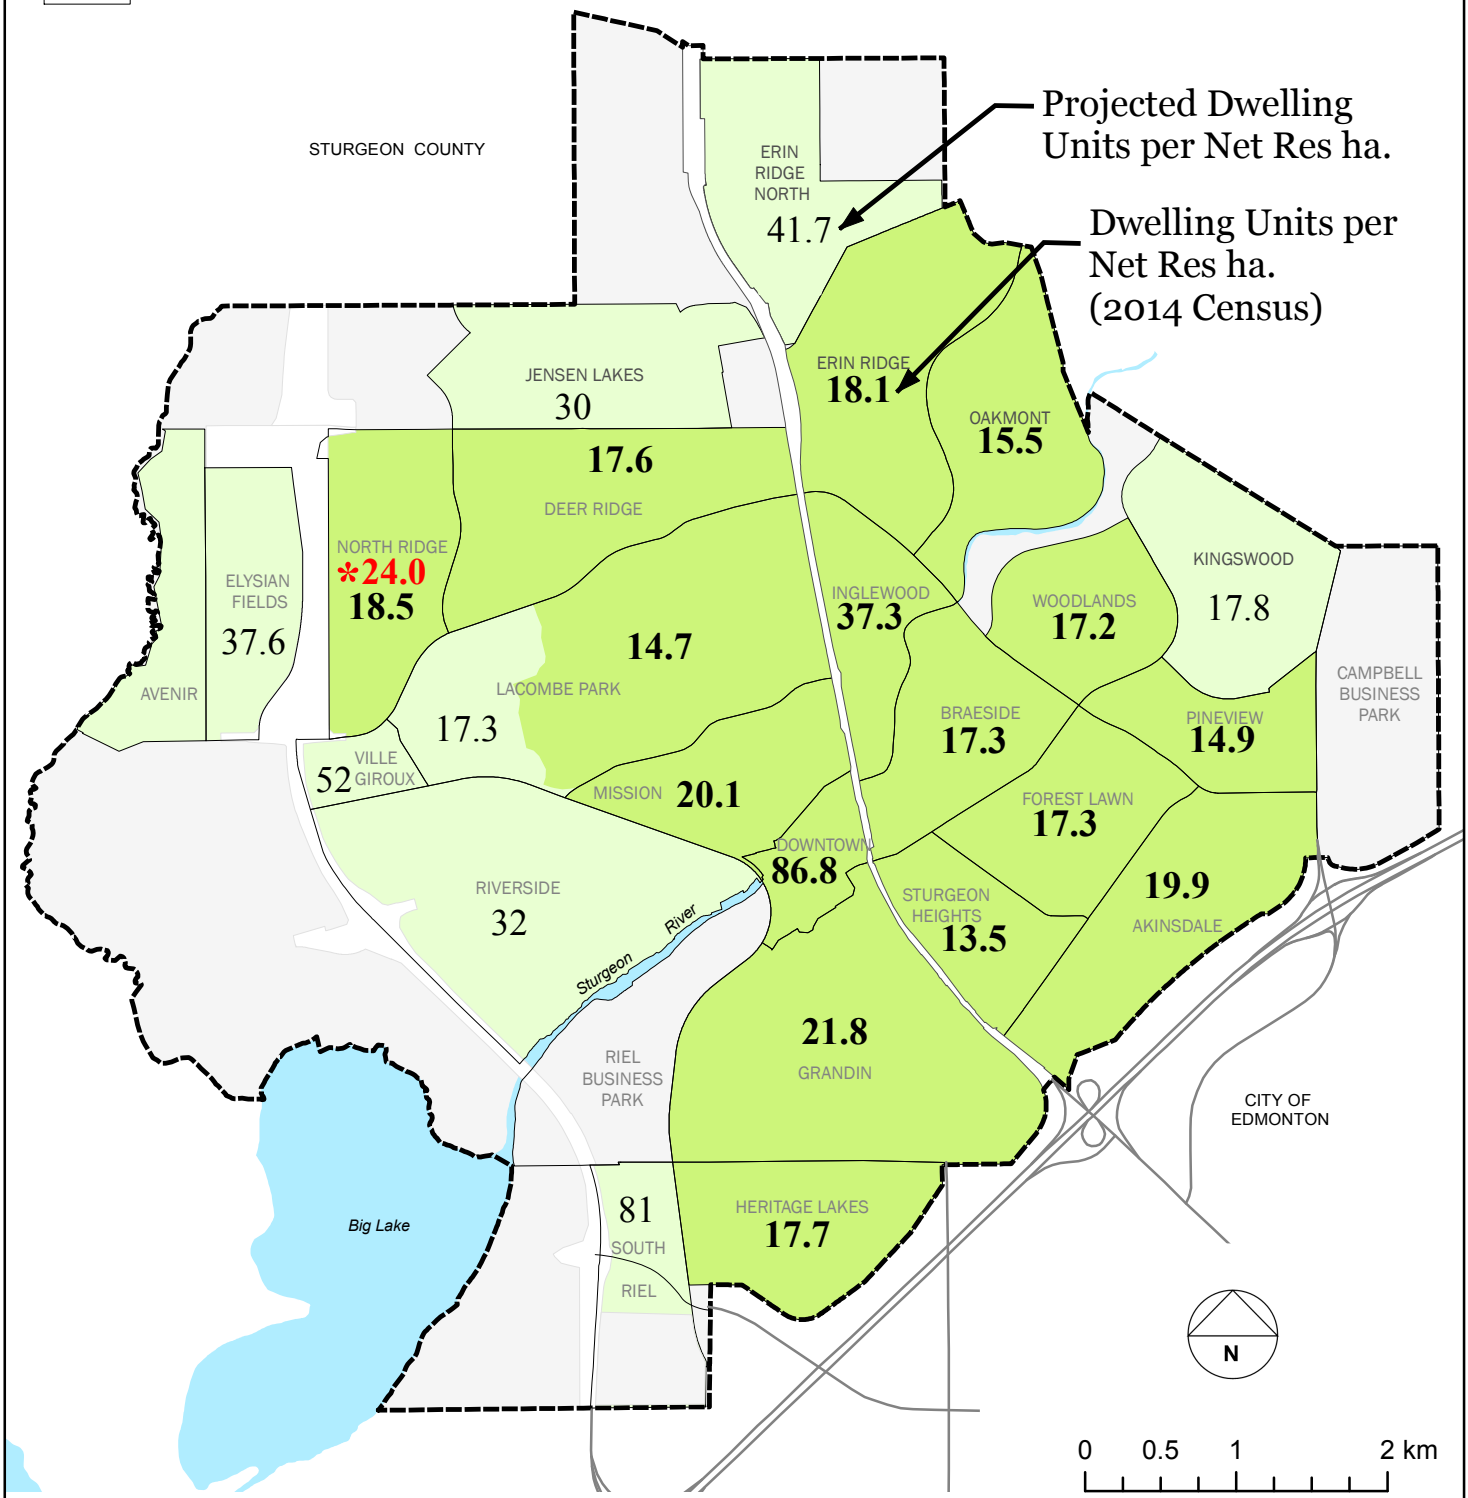 Projected Dwelling
Units per Net Res ha.
STURGEON COUNTY
ERIN
RIDGE
NORTH
41.7
Dwelling Units per
Net Res ha.
(2014 Census)
ERIN RIDGE
18.1
JENSEN LAKES
30
OAKMONT
15.5
17.6
DEER RIDGE
NORTH RIDGE
*24.0
18.5
ELYSIAN
FIELDS
37.6
AVENIR
INGLEWOOD
37.3
WOODLANDS
17.2
KINGSWOOD
17.8
14.7
LACOMBE PARK
17.3
CAMPBELL
BUSINESS
PARK
BRAESIDE
17.3
PINEVIEW
14.9
VILLE
GIROUX
52
MISSION
20.1
FOREST LAWN
17.3
DOWNTOWN
86.8
RIVERSIDE
32
STURGEON
HEIGHTS
13.5
19.9
AKINSDALE
Sturgeon
River
21.8
GRANDIN
RIEL
BUSINESS
PARK
CITY OF
EDMONTON
Big Lake
81
SOUTH
RIEL
HERITAGE LAKES
17.7
N
0 0.5 1 2 km